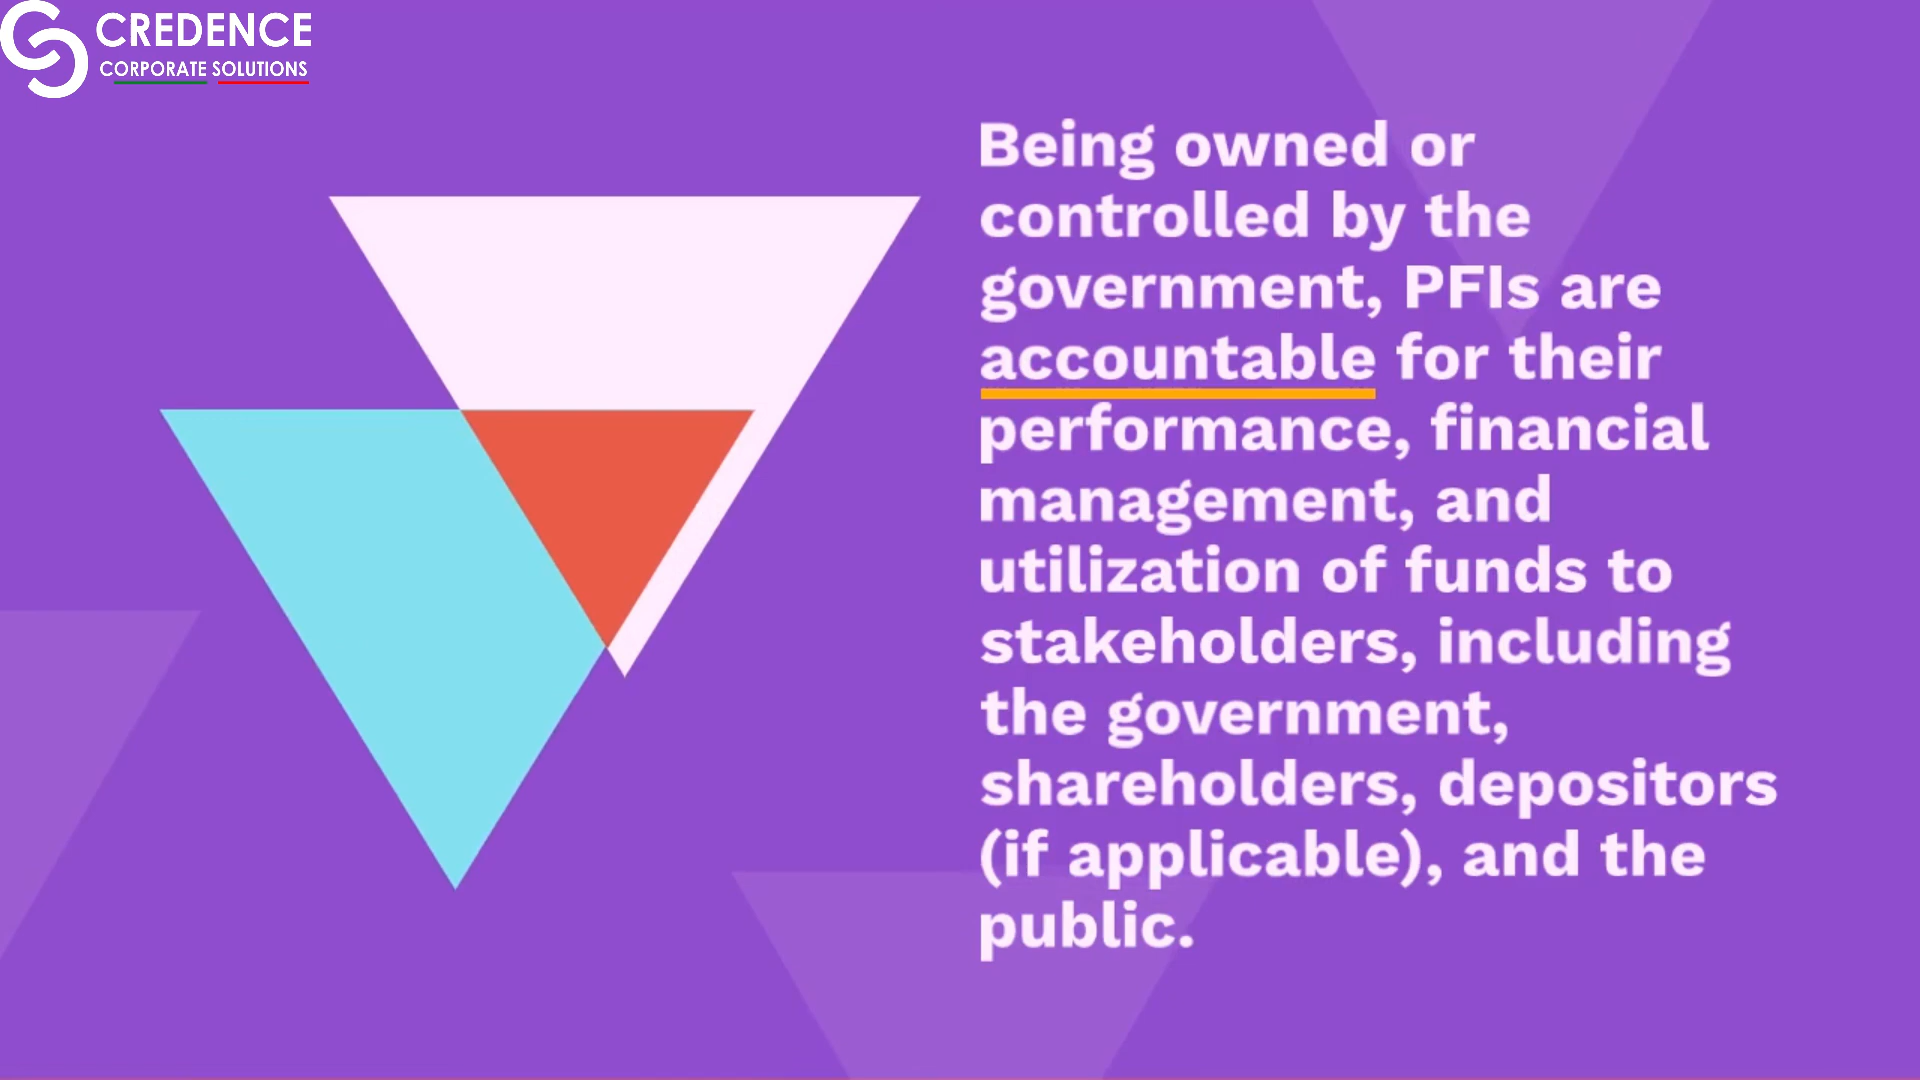 CREDENCE
CORPORATE SOLUTIONS
Being owned or
controlled by the
government, PFIs are
accountable for their
performance, financial
management, and
utilization of funds to
stakeholders, including
the government,
shareholders, depositors
(if applicable), and the
public.